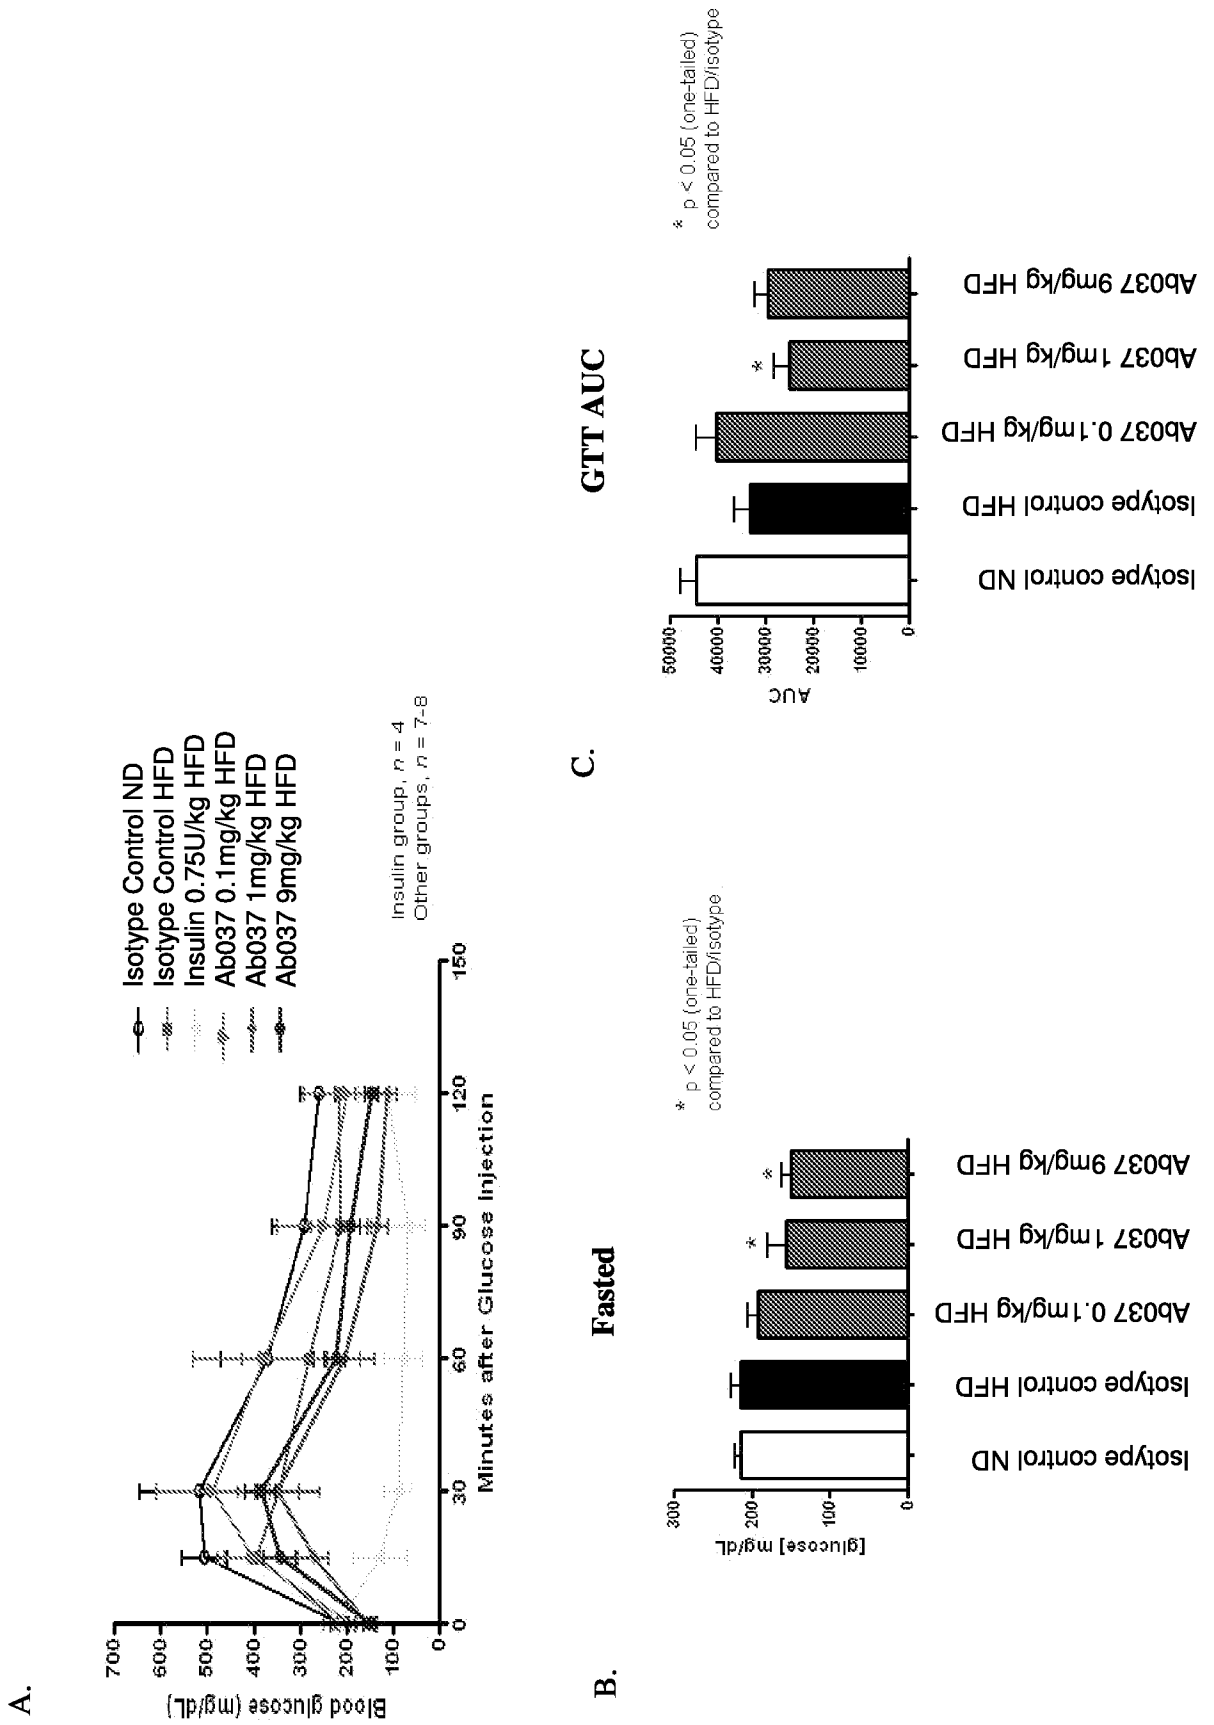 A.
700
600
500
400
300
200
100
0
Blood glucose (mg/dL)
0
30
60
90
120
150
Minutes after Glucose Injection
Isotype Control ND
Isotype Control HFD
Insulin 0.75U/kg HFD
Ab037 0.1mg/kg HFD
Ab037 1mg/kg HFD
Ab037 9mg/kg HFD
Insulin group, n = 4
Other groups, n = 7-8
B.
Fasted
300
200
100
0
[glucose] mg/dL
Isotype control ND
Isotype control HFD
Ab037 0.1mg/kg HFD
Ab037 1mg/kg HFD
Ab037 9mg/kg HFD
*
*
* p < 0.05 (one-tailed)
compared to HFD/isotype
C.
GTT AUC
50000
40000
30000
20000
10000
0
AUC
Isotype control ND
Isotype control HFD
Ab037 0.1mg/kg HFD
Ab037 1mg/kg HFD
Ab037 9mg/kg HFD
*
* p < 0.05 (one-tailed)
compared to HFD/isotype